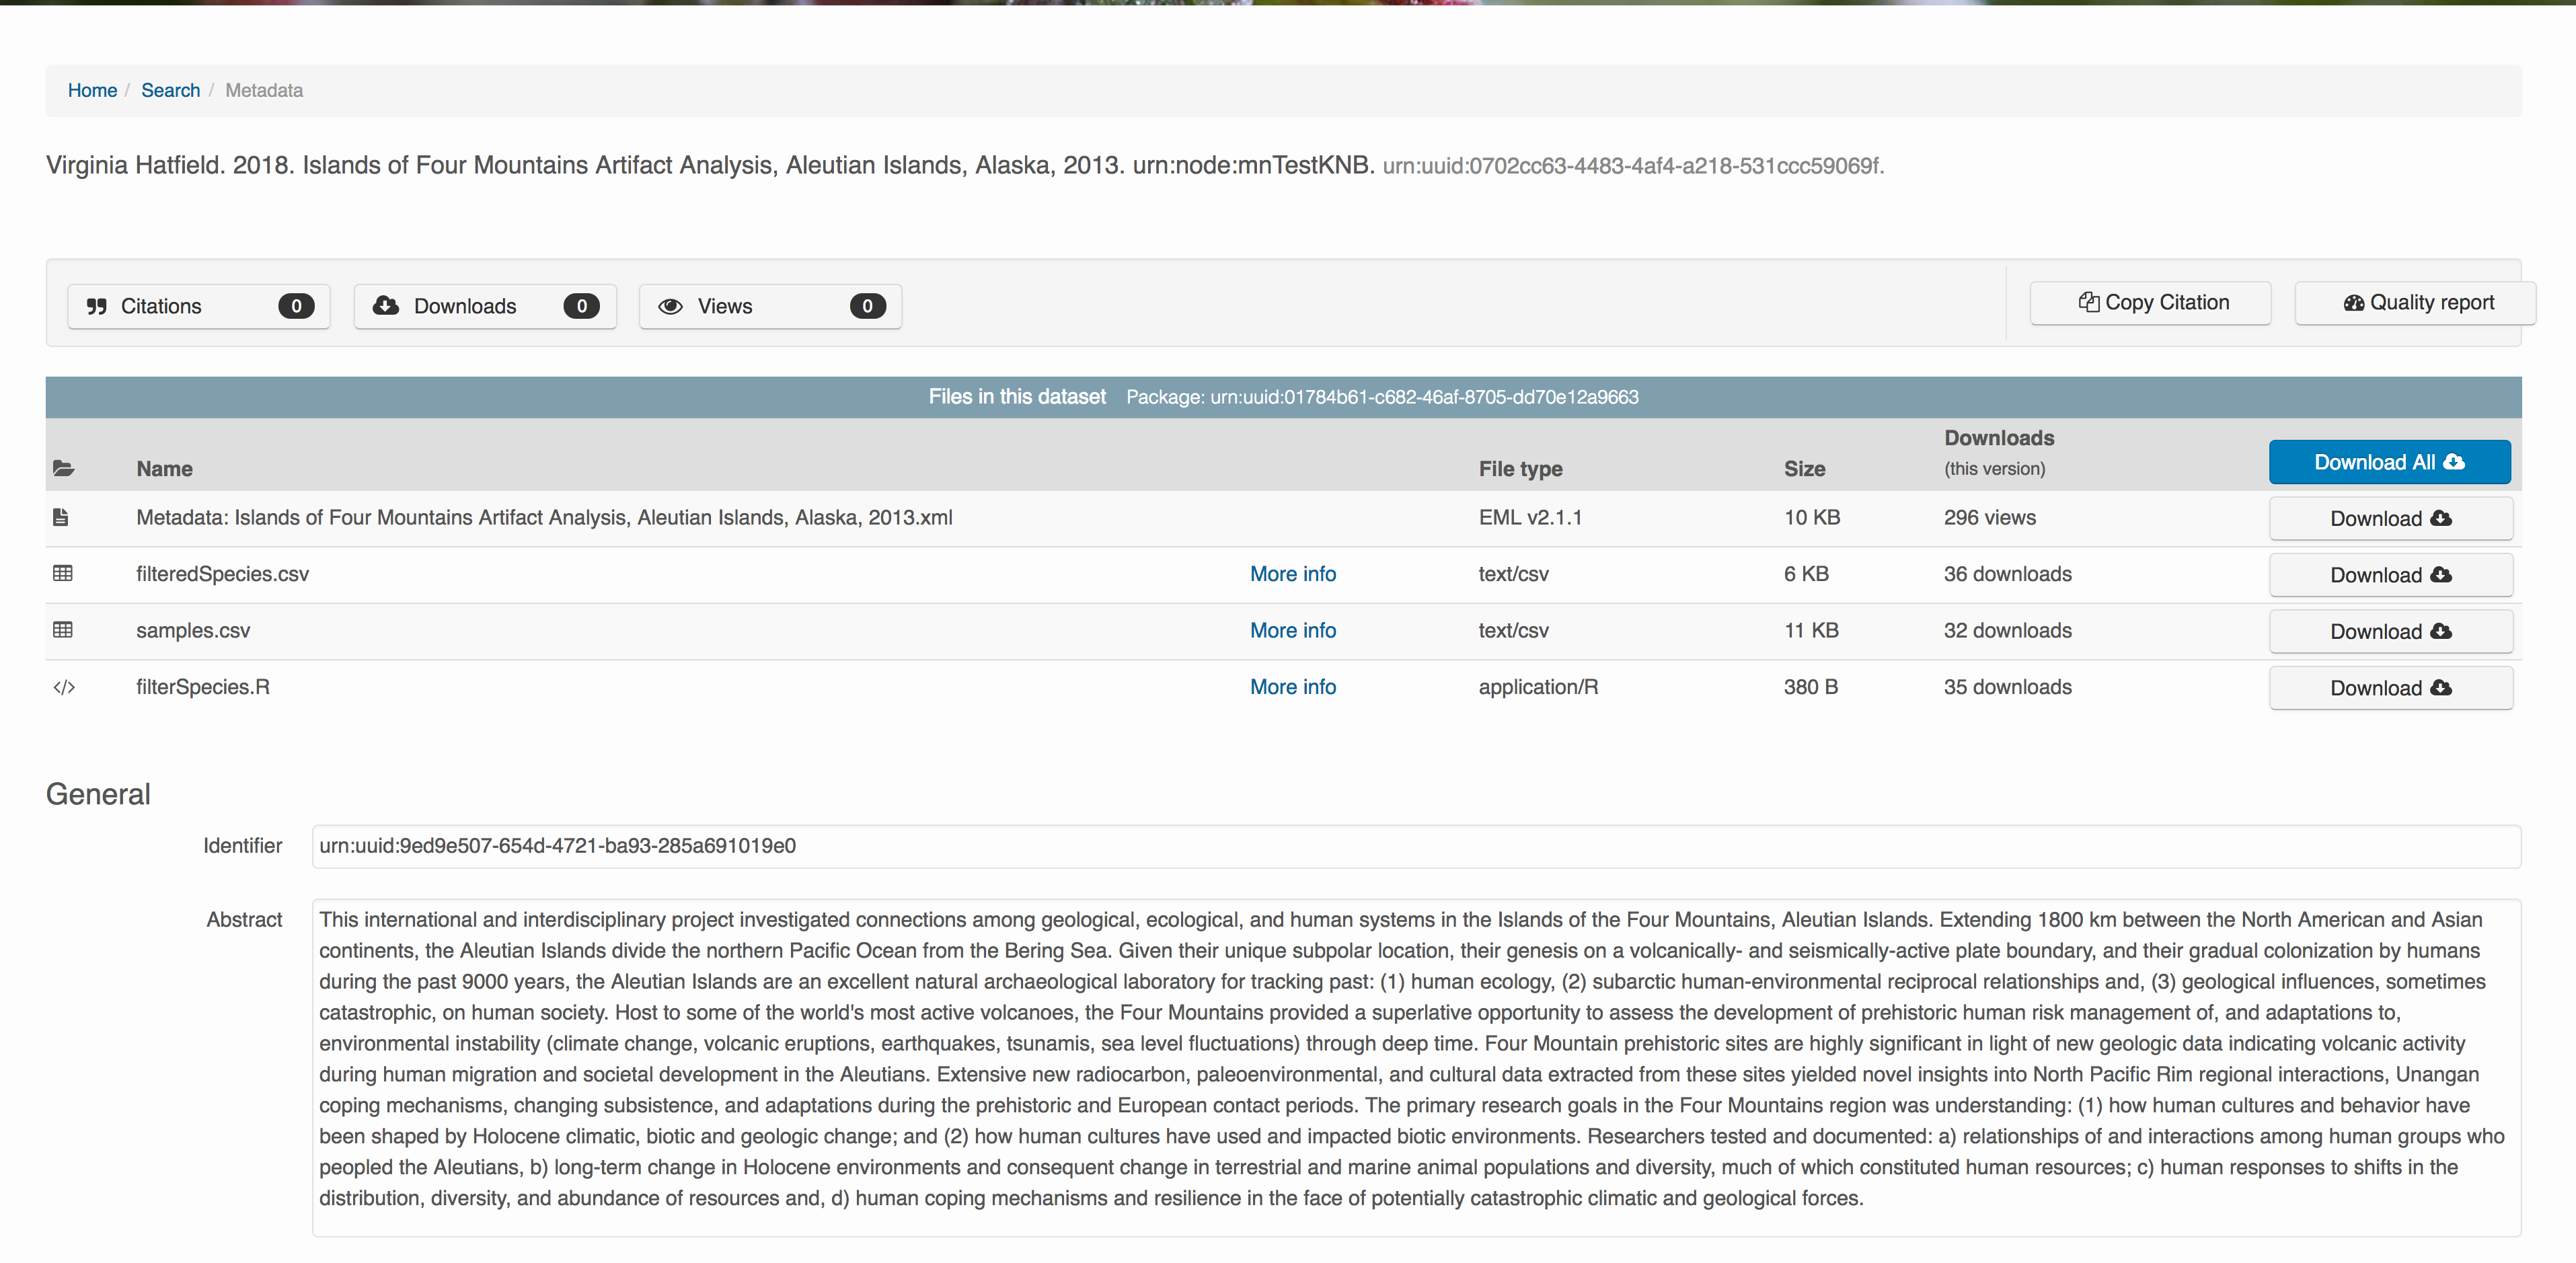 Home / Search / Metadata
Virginia Hatfield. 2018. Islands of Four Mountains Artifact Analysis, Aleutian Islands, Alaska, 2013. urn:node:mnTestKNB. urn:uuid:0702cc63-4483-4af4-a218-531ccc59069f.
Citations 0 Downloads 0 Views 0 Copy Citation Quality report
Files in this dataset Package: urn:uuid:01784b61-c682-46af-8705-dd70e12a9663
Name File type Size Downloads (this version) Download All
Metadata: Islands of Four Mountains Artifact Analysis, Aleutian Islands, Alaska, 2013.xml EML v2.1.1 10 KB 296 views Download
filteredSpecies.csv More info text/csv 6 KB 36 downloads Download
samples.csv More info text/csv 11 KB 32 downloads Download
</> filterSpecies.R More info application/R 380 B 35 downloads Download
General
Identifier urn:uuid:9ed9e507-654d-4721-ba93-285a691019e0
Abstract This international and interdisciplinary project investigated connections among geological, ecological, and human systems in the Islands of the Four Mountains, Aleutian Islands. Extending 1800 km between the North American and Asian
continents, the Aleutian Islands divide the northern Pacific Ocean from the Bering Sea. Given their unique subpolar location, their genesis on a volcanically- and seismically-active plate boundary, and their gradual colonization by humans
during the past 9000 years, the Aleutian Islands are an excellent natural archaeological laboratory for tracking past: (1) human ecology, (2) subarctic human-environmental reciprocal relationships and, (3) geological influences, sometimes
catastrophic, on human society. Host to some of the world's most active volcanoes, the Four Mountains provided a superlative opportunity to assess the development of prehistoric human risk management of, and adaptations to,
environmental instability (climate change, volcanic eruptions, earthquakes, tsunamis, sea level fluctuations) through deep time. Four Mountain prehistoric sites are highly significant in light of new geologic data indicating volcanic activity
during human migration and societal development in the Aleutians. Extensive new radiocarbon, paleoenvironmental, and cultural data extracted from these sites yielded novel insights into North Pacific Rim regional interactions, Unangan
coping mechanisms, changing subsistence, and adaptations during the prehistoric and European contact periods. The primary research goals in the Four Mountains region was understanding: (1) how human cultures and behavior have
been shaped by Holocene climatic, biotic and geologic change; and (2) how human cultures have used and impacted biotic environments. Researchers tested and documented: a) relationships of and interactions among human groups who
peopled the Aleutians, b) long-term change in Holocene environments and consequent change in terrestrial and marine animal populations and diversity, much of which constituted human resources; c) human responses to shifts in the
distribution, diversity, and abundance of resources and, d) human coping mechanisms and resilience in the face of potentially catastrophic climatic and geological forces.